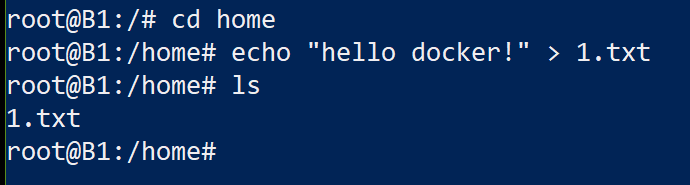 root@B1:/# cd home
root@B1:/home# echo "hello docker!" > 1.txt
root@B1:/home# ls
1.txt
root@B1:/home#